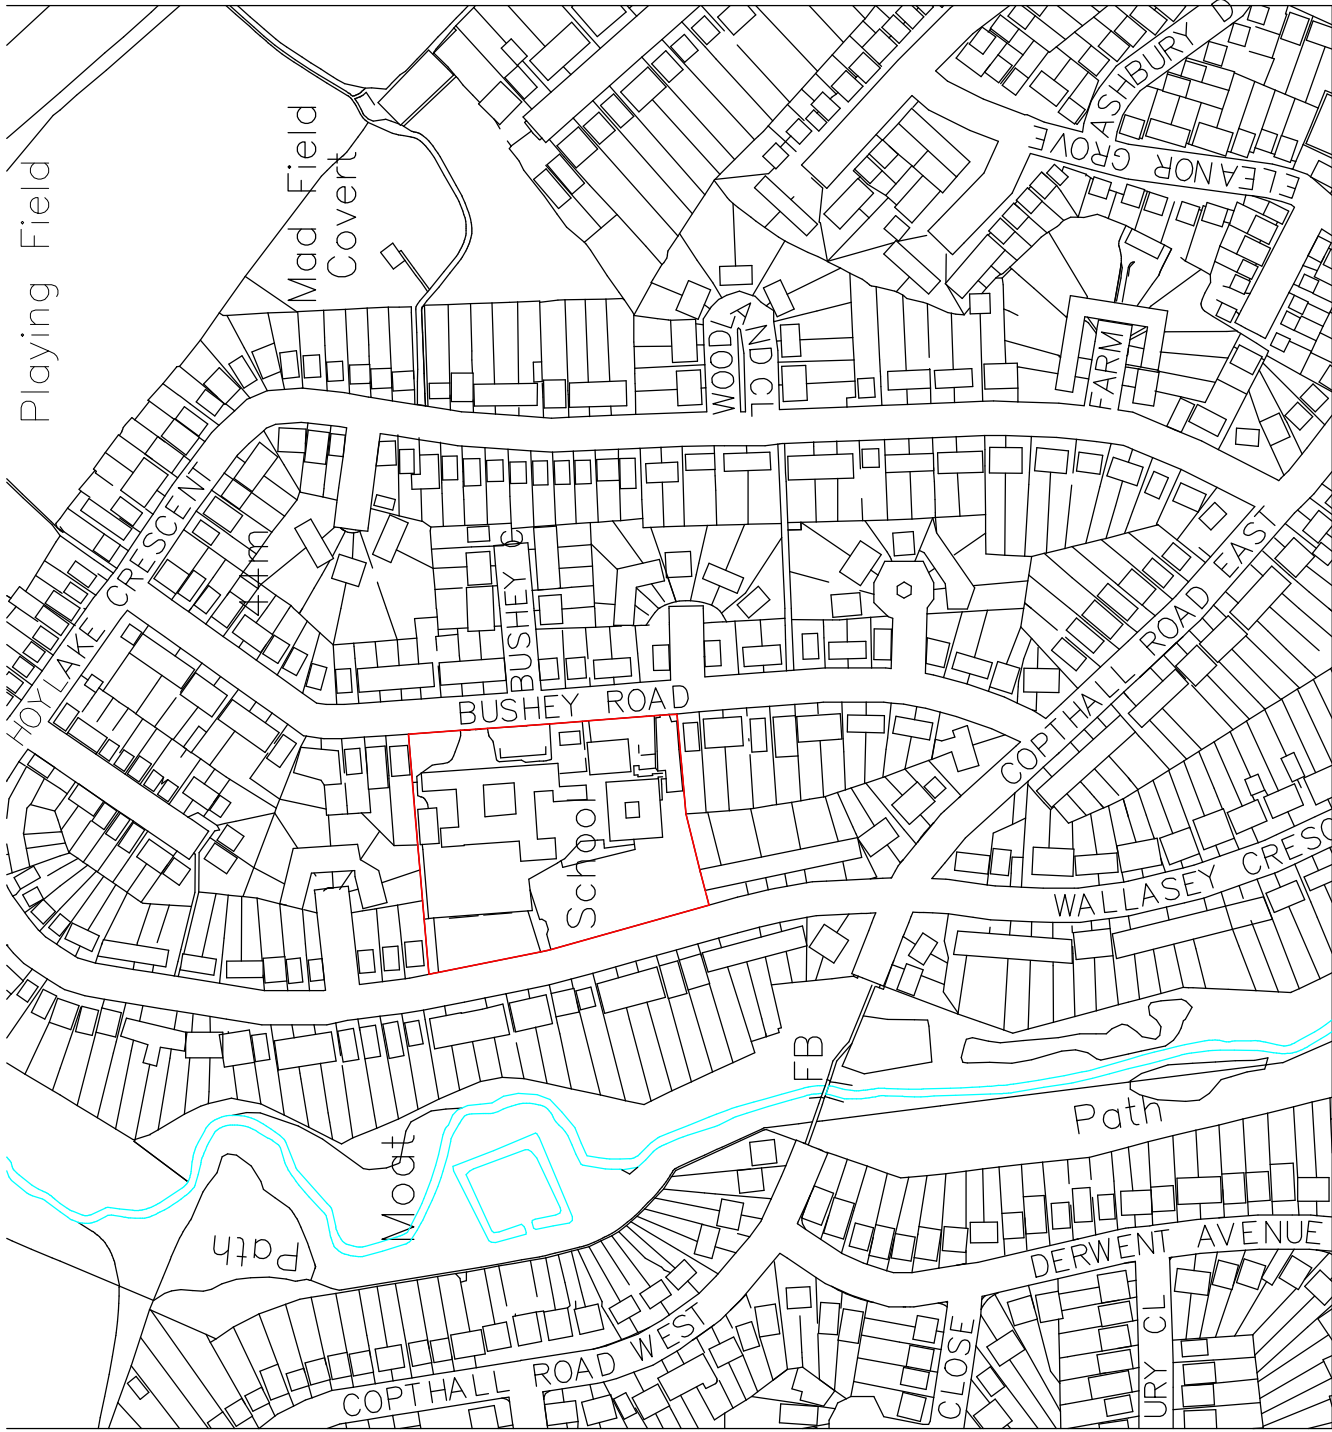 ASHBURY D
Playing Field
Mad Field
Covert
ELEANOR GROVE
WOODLAND CL
FARM
HOYLAKE CRESCENT
44m
BUSHEY C
BUSHEY ROAD
COPTHALL ROAD EAST
School
WALLASEY CRESC
FB
Path
Moat
Path
DERWENT AVENUE
COPTHALL ROAD WEST
CLOSE
URY CL